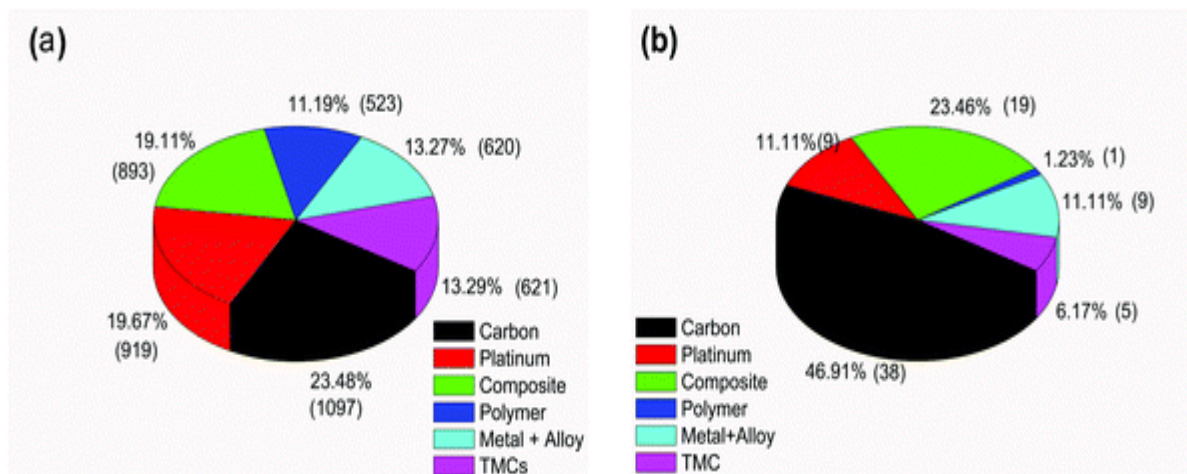 (a)
11.19% (523)
13.27% (620)
19.11%
(893)
13.29% (621)
19.67%
(919)
23.48%
(1097)
Carbon
Platinum
Composite
Polymer
Metal + Alloy
TMCs
(b)
23.46% (19)
11.11%(9)
1.23% (1)
11.11% (9)
6.17% (5)
46.91% (38)
Carbon
Platinum
Composite
Polymer
Metal+Alloy
TMC